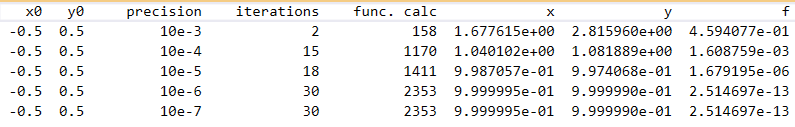 x0 y0 precision iterations func. calc x y f
-0.5 0.5 10e-3 2 158 1.677615e+00 2.815960e+00 4.594077e-01
-0.5 0.5 10e-4 15 1170 1.040102e+00 1.081889e+00 1.608759e-03
-0.5 0.5 10e-5 18 1411 9.987057e-01 9.974068e-01 1.679195e-06
-0.5 0.5 10e-6 30 2353 9.999995e-01 9.999990e-01 2.514697e-13
-0.5 0.5 10e-7 30 2353 9.999995e-01 9.999990e-01 2.514697e-13